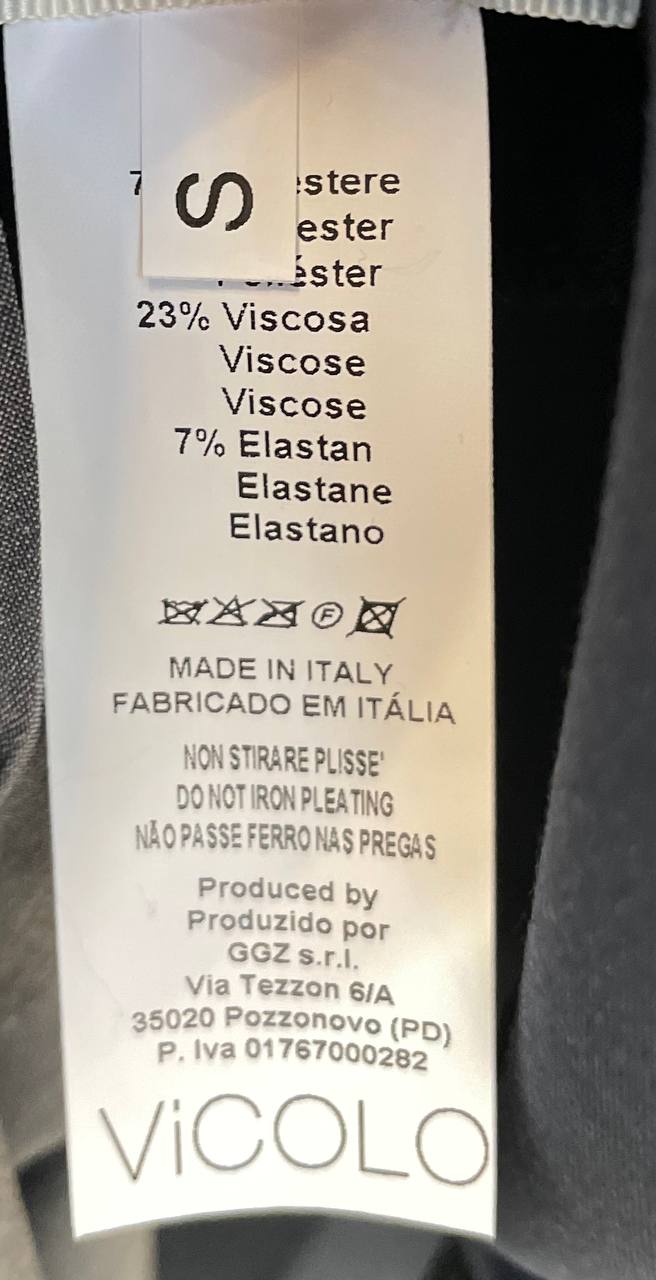 S
23% Viscosa
Viscose
Viscose
7% Elastan
Elastane
Elastano
F
MADE IN ITALY
FABRICADO EM ITÁLIA
NON STIRARE PLISSE'
DO NOT IRON PLEATING
NÃO PASSE FERRO NAS PREGAS
Produced by
Produzido por
GGZ s.r.l.
Via Tezzon 6/A
35020 Pozzonovo (PD)
P. Iva 01767000282
ViCOLO